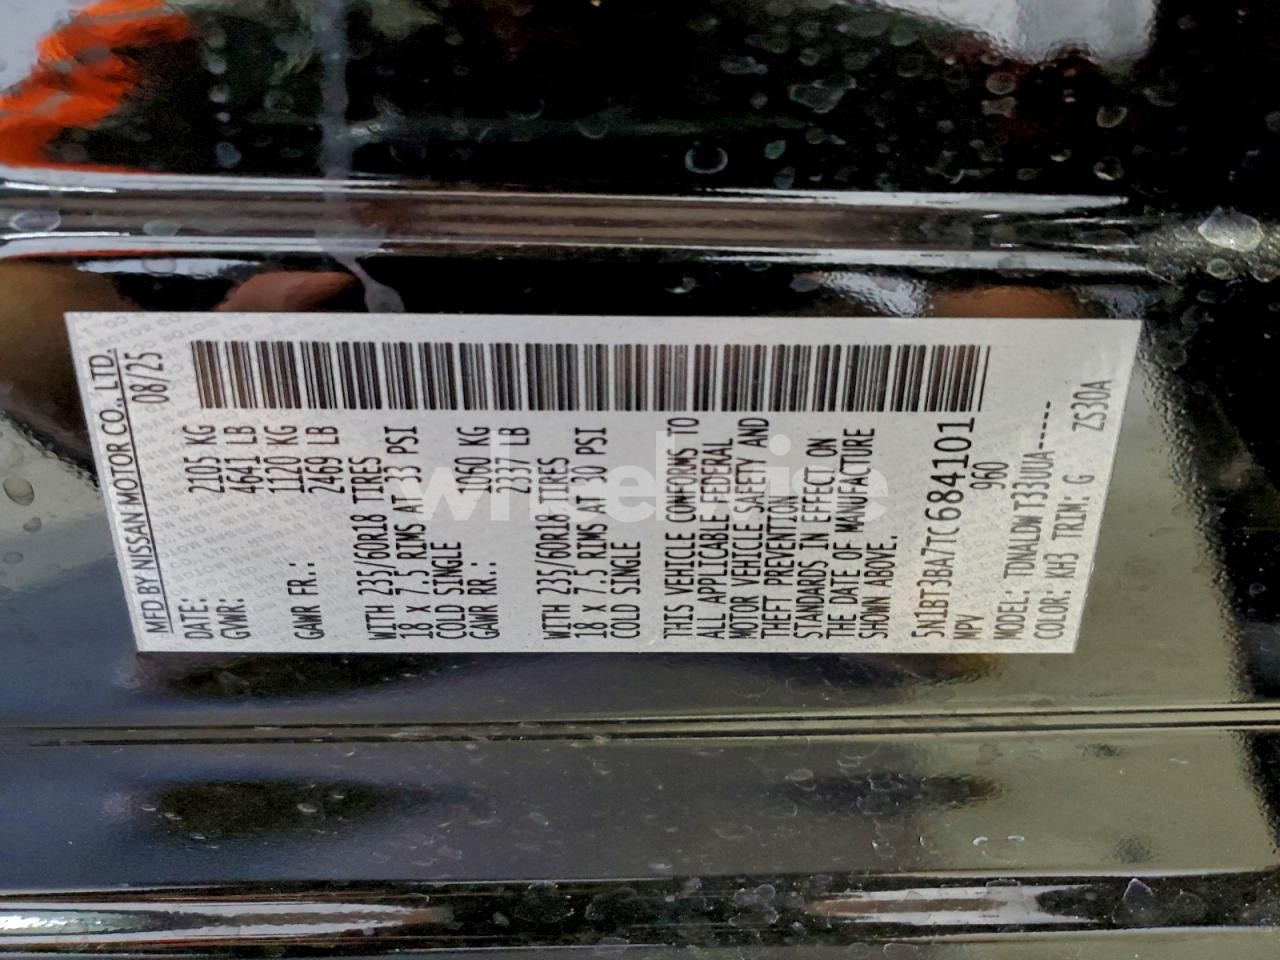 MFD BY NISSAN MOTOR CO., LTD.
DATE: 08/25
GVWR: 2105 KG
4641 LB
GAWR FR.: 1120 KG
2469 LB
WITH 235/60R18 TIRES
18 X 7.5 RIMS AT 33 PSI
COLD SINGLE
GAWR RR.: 1060 KG
2337 LB
WITH 235/60R18 TIRES
18 X 7.5 RIMS AT 30 PSI
COLD SINGLE
THIS VEHICLE CONFORMS TO
ALL APPLICABLE FEDERAL
MOTOR VEHICLE SAFETY AND
THEFT PREVENTION
STANDARDS IN EFFECT ON
THE DATE OF MANUFACTURE
SHOWN ABOVE.
5N1BT3BA7TC684101
MPV 960
MODEL: TDNALDW T33UUA-----
COLOR: KH3 TRIM: G ZS30A